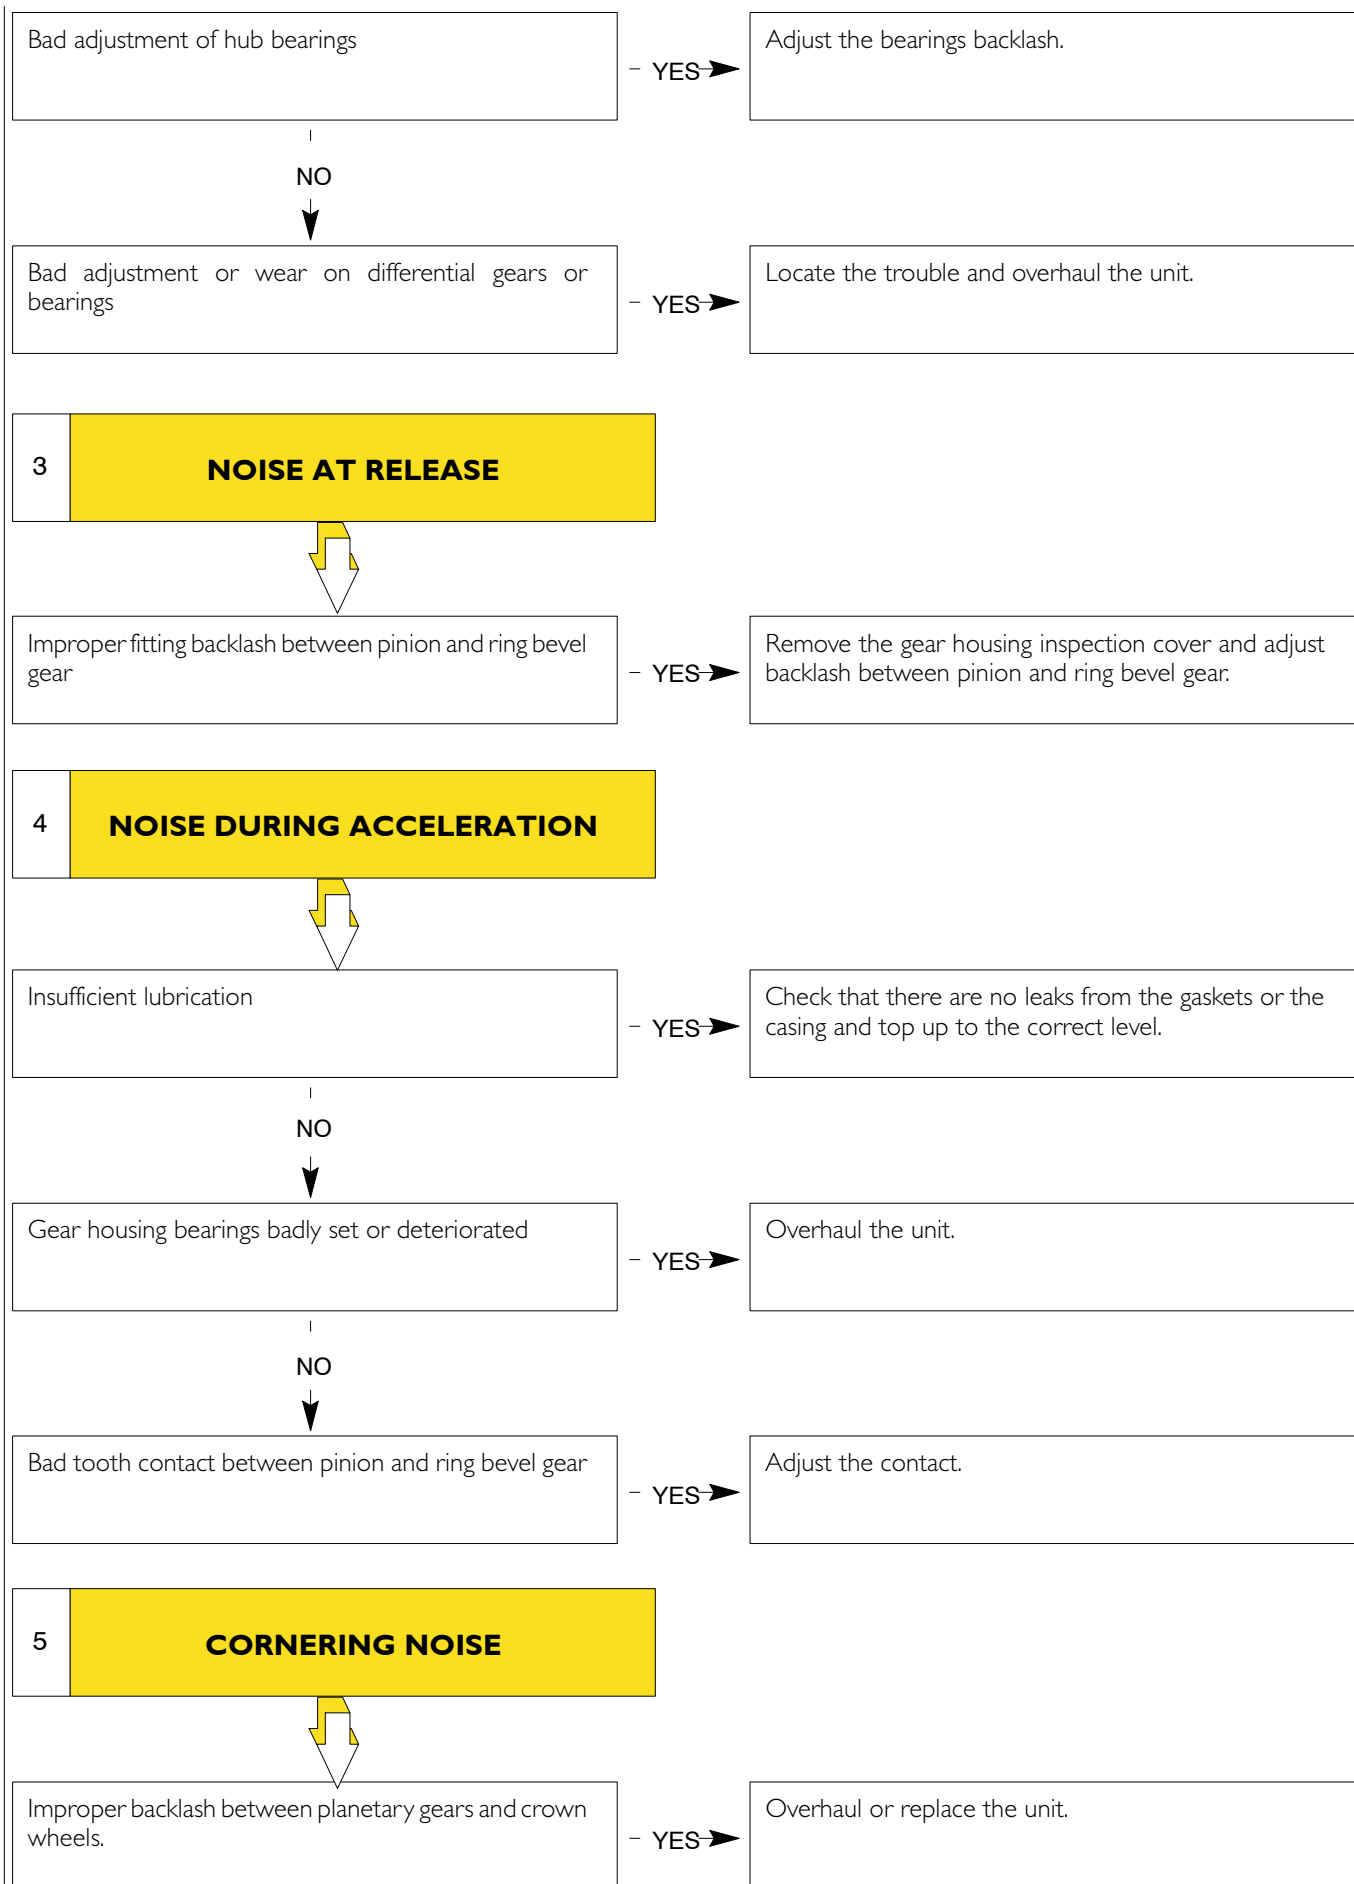 Bad adjustment of hub bearings
YES
Adjust the bearings backlash.
NO
Bad adjustment or wear on differential gears or
bearings
YES
Locate the trouble and overhaul the unit.
3
NOISE AT RELEASE
Improper fitting backlash between pinion and ring bevel
gear
YES
Remove the gear housing inspection cover and adjust
backlash between pinion and ring bevel gear.
4
NOISE DURING ACCELERATION
Insufficient lubrication
YES
Check that there are no leaks from the gaskets or the
casing and top up to the correct level.
NO
Gear housing bearings badly set or deteriorated
YES
Overhaul the unit.
NO
Bad tooth contact between pinion and ring bevel gear
YES
Adjust the contact.
5
CORNERING NOISE
Improper backlash between planetary gears and crown
wheels.
YES
Overhaul or replace the unit.